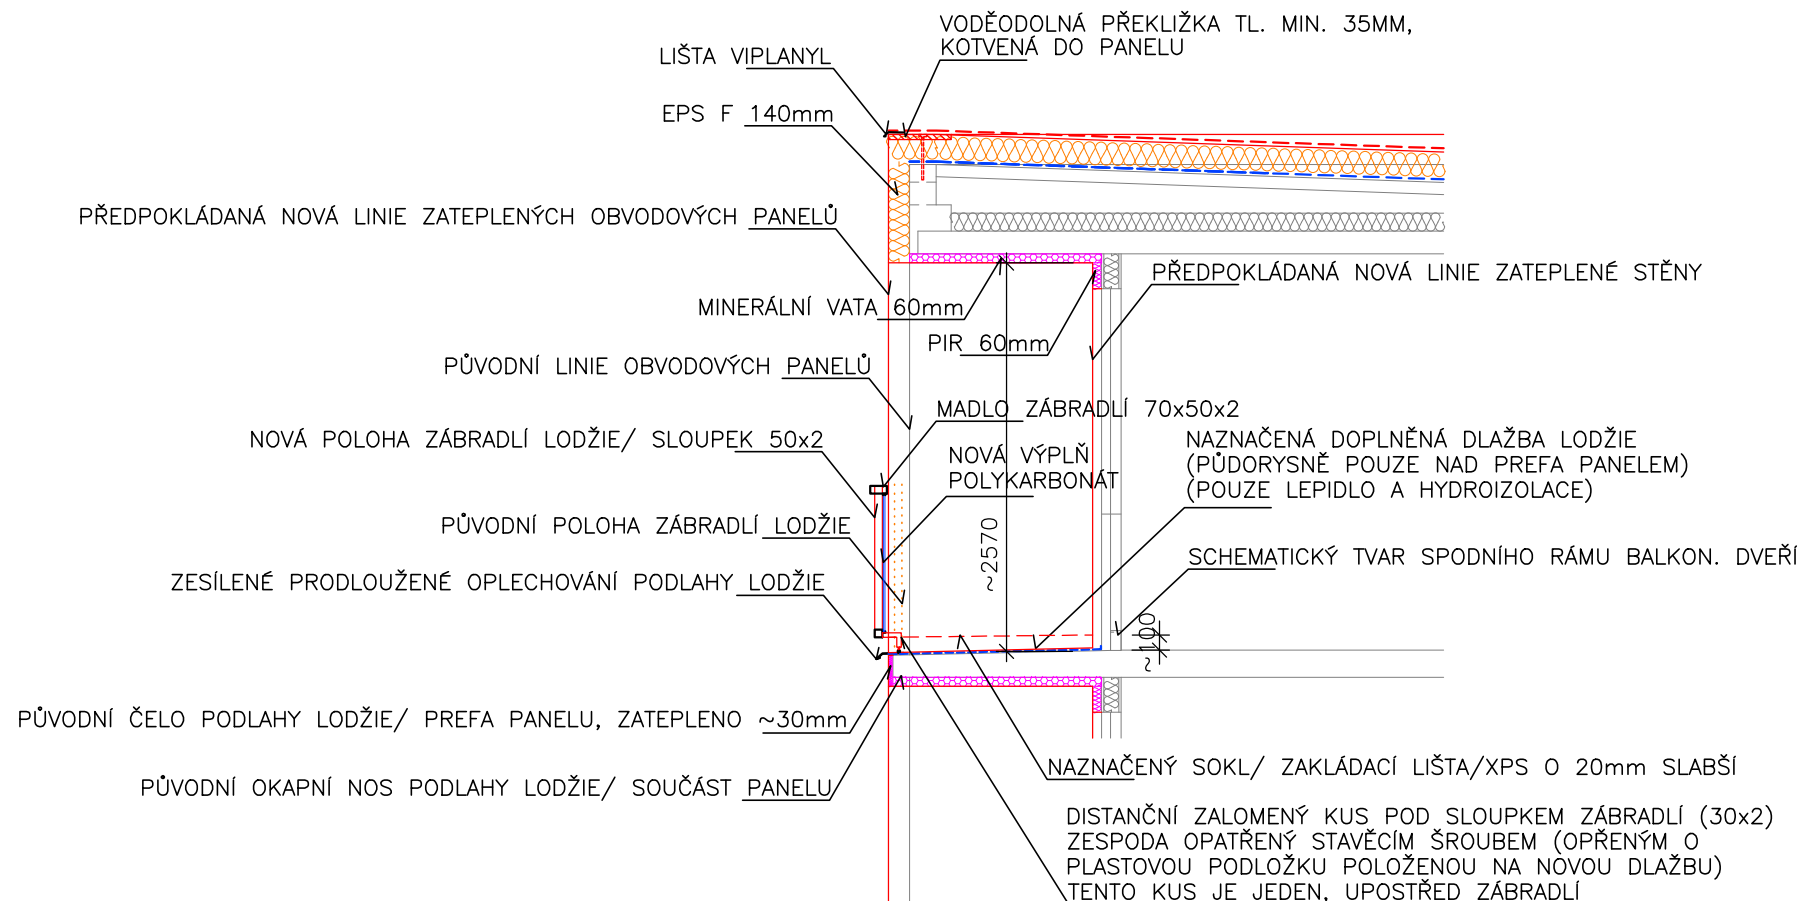 VODĚODOLNÁ PŘEKLIŽKA TL. MIN. 35MM,
KOTVENÁ DO PANELU
LIŠTA VIPLANYL
EPS F 140mm
PŘEDPOKLÁDANÁ NOVÁ LINIE ZATEPLENÝCH OBVODOVÝCH PANELŮ
PŘEDPOKLÁDANÁ NOVÁ LINIE ZATEPLENÉ STĚNY
MINERÁLNÍ VATA 60mm
PIR 60mm
PŮVODNÍ LINIE OBVODOVÝCH PANELŮ
MADLO ZÁBRADLÍ 70x50x2
NOVÁ POLOHA ZÁBRADLÍ LODŽIE/ SLOUPEK 50x2
NOVÁ VÝPLŇ
POLYKARBONÁT
NAZNAČENÁ DOPLNĚNÁ DLAŽBA LODŽIE
(PŮDORYSNĚ POUZE NAD PREFA PANELEM)
(POUZE LEPIDLO A HYDROIZOLACE)
PŮVODNÍ POLOHA ZÁBRADLÍ LODŽIE
~2570
SCHEMATICKÝ TVAR SPODNÍHO RÁMU BALKON. DVEŘÍ
ZESÍLENÉ PRODLOUŽENÉ OPLECHOVÁNÍ PODLAHY LODŽIE
~100
PŮVODNÍ ČELO PODLAHY LODŽIE/ PREFA PANELU, ZATEPLENO ~30mm
NAZNAČENÝ SOKL/ ZAKLÁDACÍ LIŠTA/XPS O 20mm SLABŠÍ
PŮVODNÍ OKAPNÍ NOS PODLAHY LODŽIE/ SOUČÁST PANELU
DISTANČNÍ ZALOMENÝ KUS POD SLOUPKEM ZÁBRADLÍ (30x2)
ZESPODA OPATŘENÝ STAVĚCÍM ŠROUBEM (OPŘENÝM O
PLASTOVOU PODLOŽKU POLOŽENOU NA NOVOU DLAŽBU)
TENTO KUS JE JEDEN, UPOSTŘED ZÁBRADLÍ